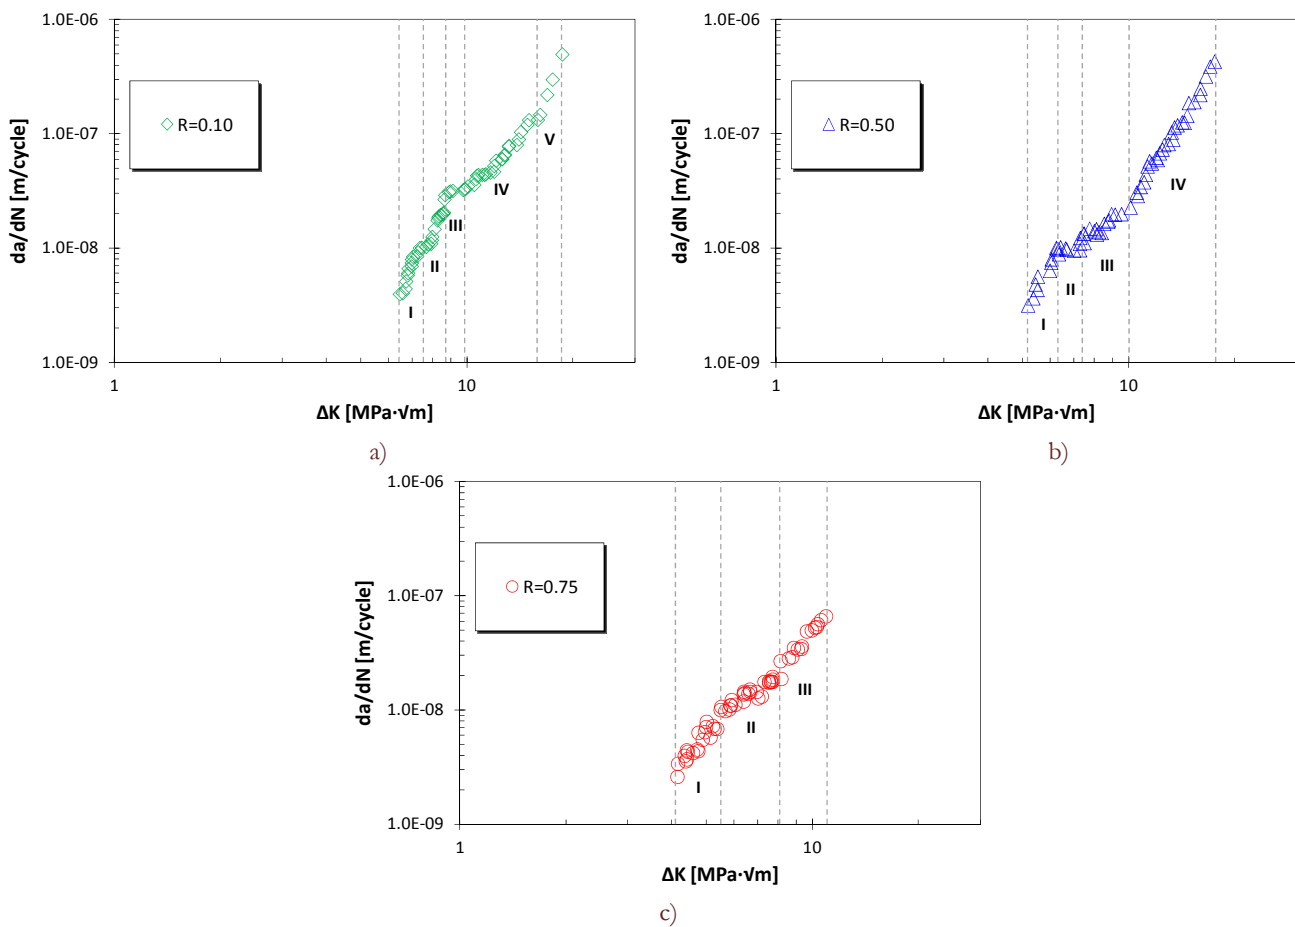 1.0E-06
1.0E-07
1.0E-08
1.0E-09
da/dN [m/cycle]
R=0.10
I
II
III
IV
V
1
10
ΔK [MPa·√m]
a)
1.0E-06
1.0E-07
1.0E-08
1.0E-09
da/dN [m/cycle]
R=0.50
I
II
III
IV
1
10
ΔK [MPa·√m]
b)
1.0E-06
1.0E-07
1.0E-08
1.0E-09
da/dN [m/cycle]
R=0.75
I
II
III
1
10
ΔK [MPa·√m]
c)